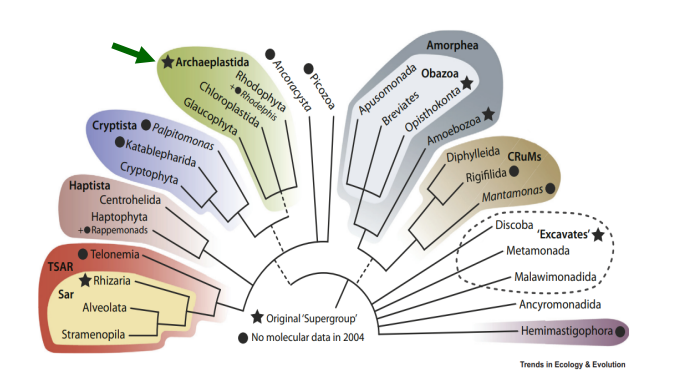 Amorphea
Archaeplastida
Ancoracysta
Picozoa
Obazoa
Rhodophyta
+Rhodelphis
Chloroplastida
Glaucophyta
Apusomonada
Breviates
Opisthokonta
Amoebozoa
Cryptista
Palpitomonas
Katablepharida
Cryptophyta
Diphylleida
CRuMs
Rigifilida
Mantamonas
Haptista
Centrohelida
Haptophyta
+Rappemonads
Discoba
'Excavates'
Metamonada
Malawimonadida
TSAR
Telonemia
Rhizaria
Sar
Alveolata
Stramenopila
Ancyromonadida
Hemimastigophora
Original 'Supergroup'
No molecular data in 2004
Trends in Ecology & Evolution